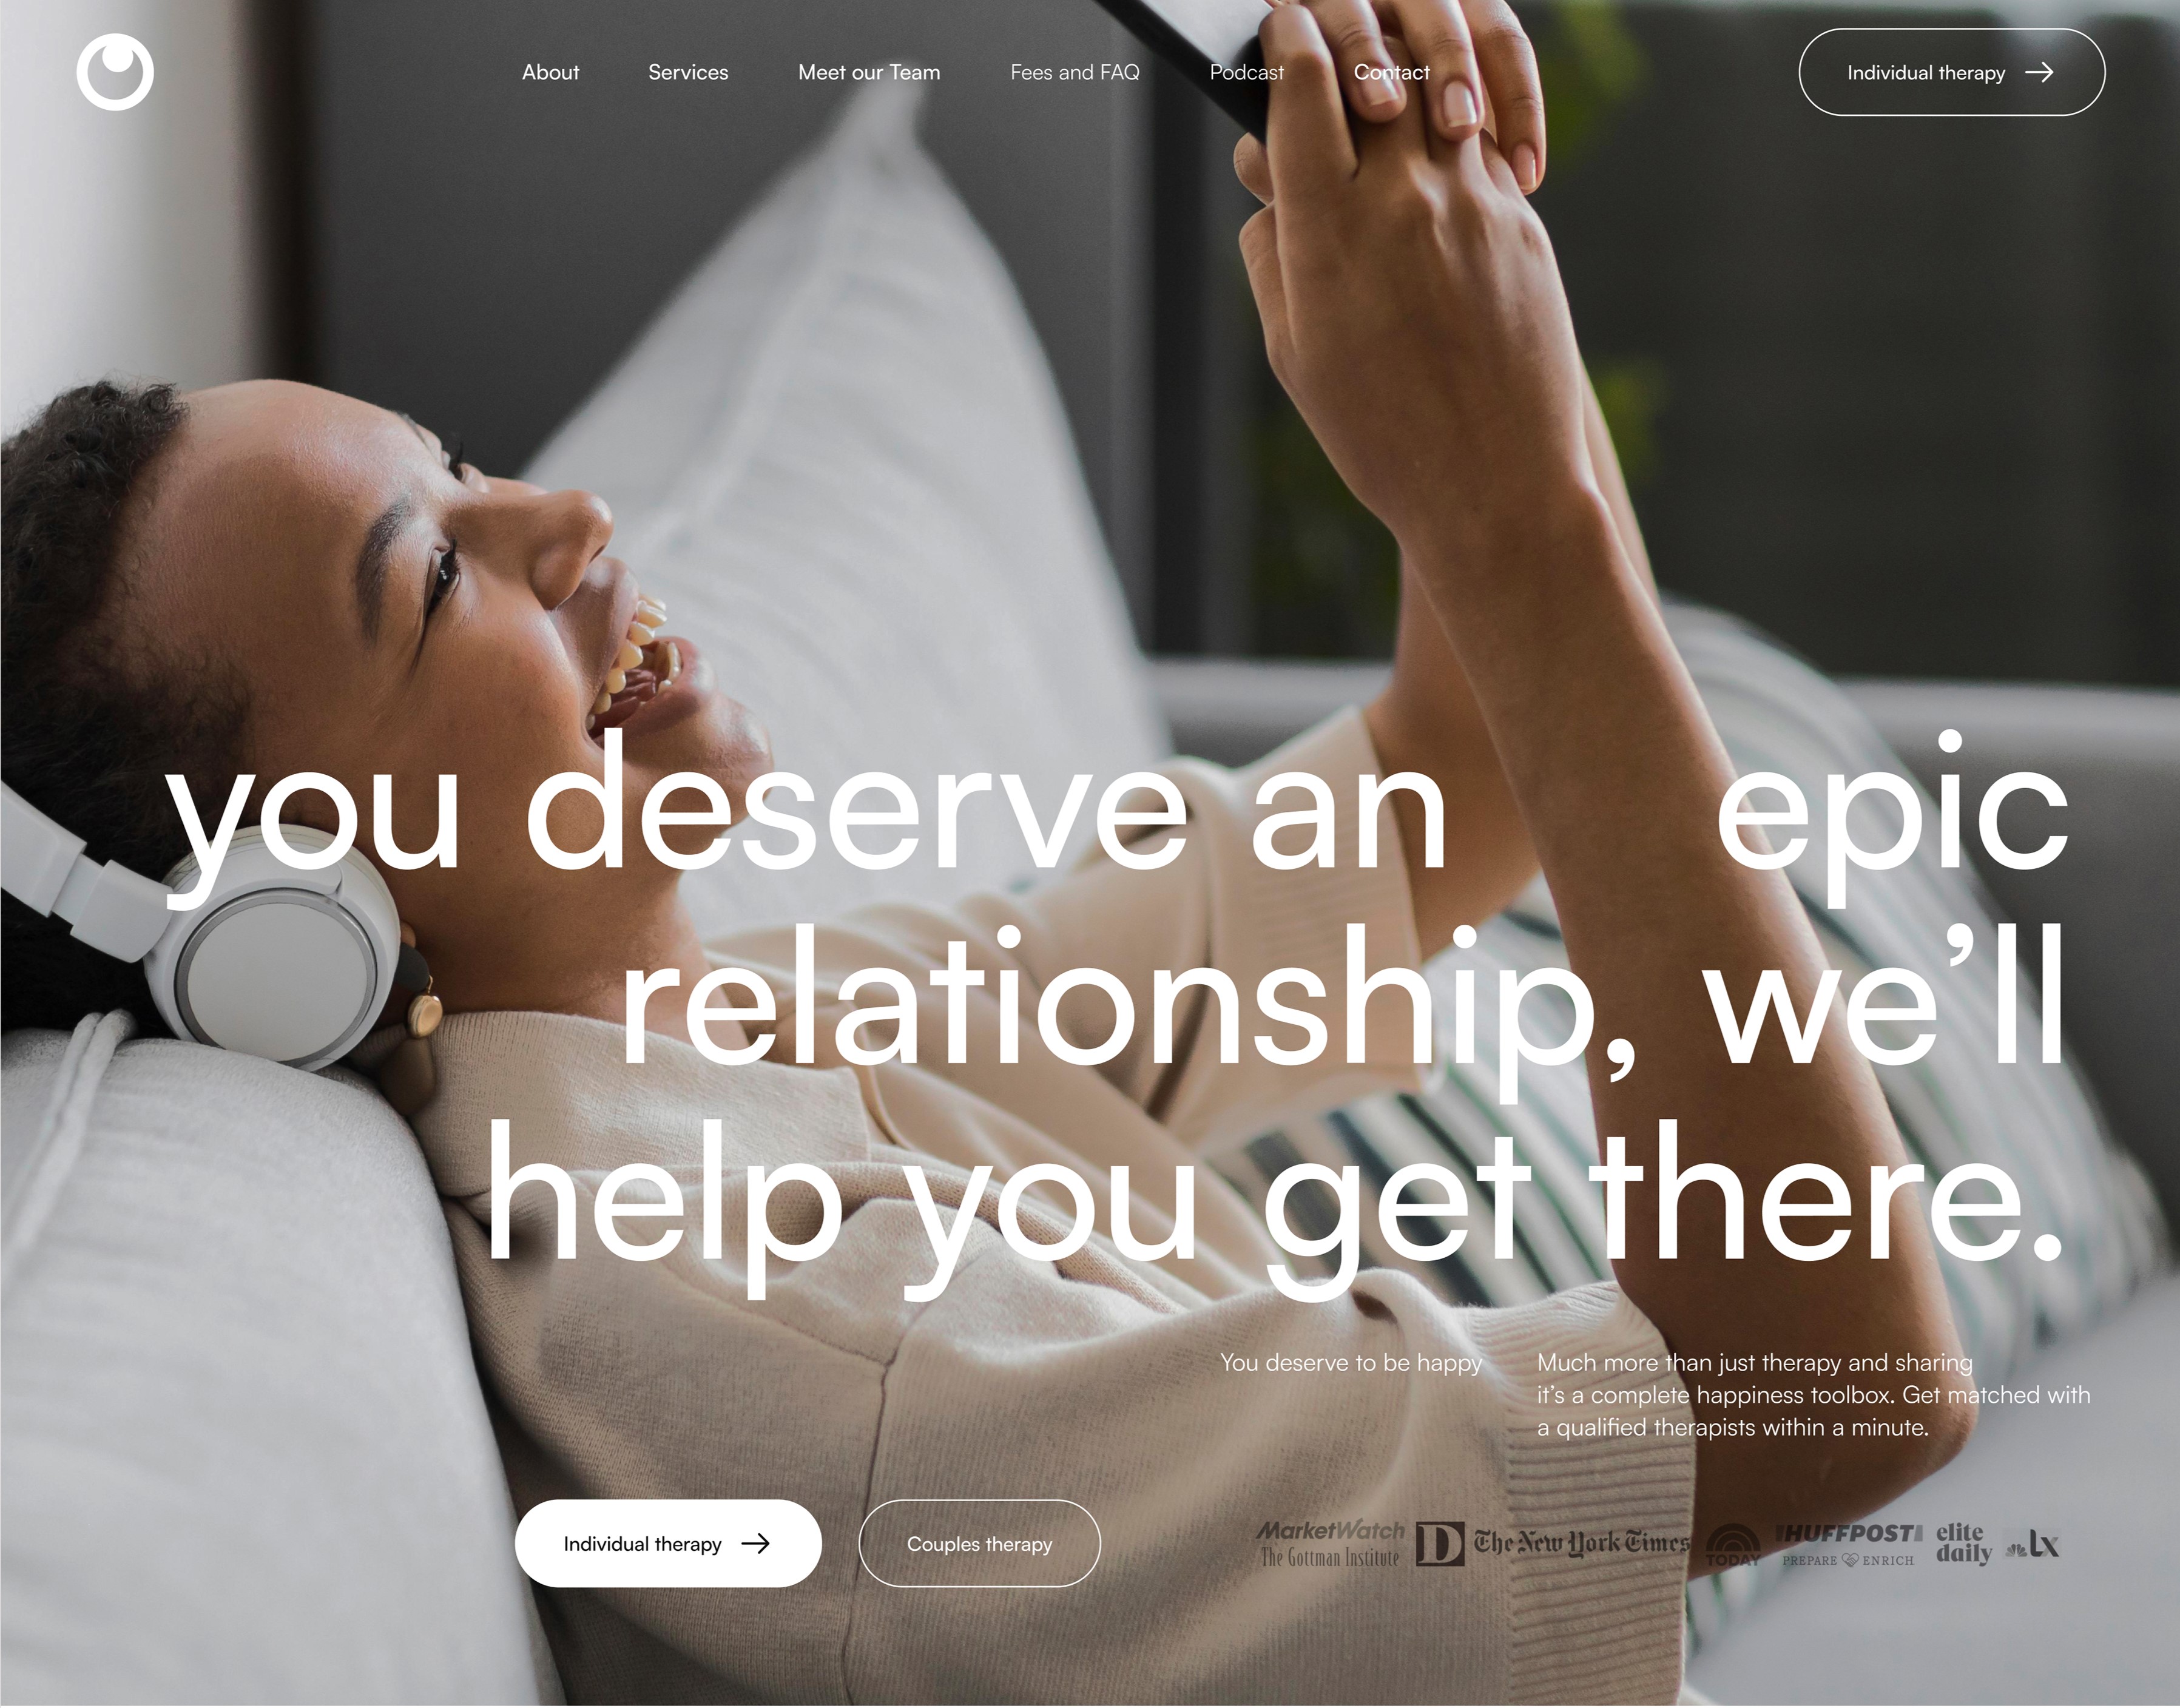 About
Services
Meet our Team
Fees and FAQ
Podcast
Contact
Individual therapy
you deserve an epic
relationship, we’ll
help you get there.
You deserve to be happy
Much more than just therapy and sharing
it’s a complete happiness toolbox. Get matched with
a qualified therapists within a minute.
Individual therapy
Couples therapy
MarketWatch
The Gottman Institute
D
The New York Times
TODAY
HUFFPOST
PREPARE ENRICH
elite
daily
lx